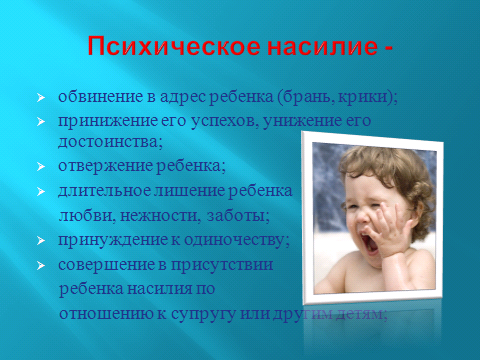 Психическое насилие -
обвинение в адрес ребенка (брань, крики);
принижение его успехов, унижение его
достоинства;
отвержение ребенка;
длительное лишение ребенка
любви, нежности, заботы;
принуждение к одиночеству;
совершение в присутствии
ребенка насилия по
отношению к супругу или другим детям;